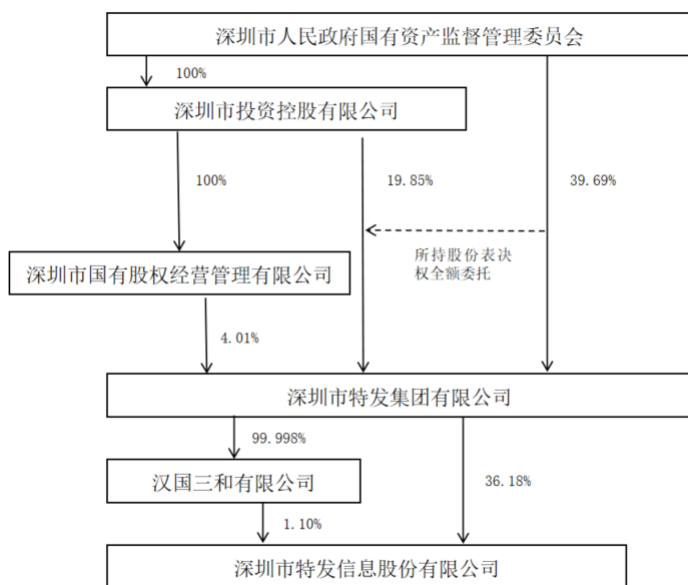 深圳市人民政府国有资产监督管理委员会
100%
深圳市投资控股有限公司
100%
19.85%
39.69%
所持股份表决
权全额委托
深圳市国有股权经营管理有限公司
4.01%
深圳市特发集团有限公司
99.998%
汉国三和有限公司
36.18%
1.10%
深圳市特发信息股份有限公司